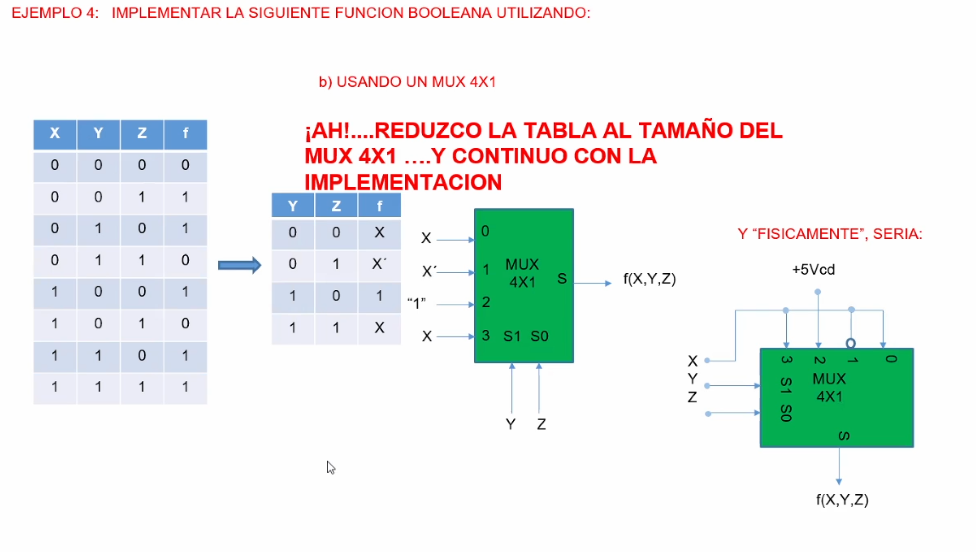 EJEMPLO 4: IMPLEMENTAR LA SIGUIENTE FUNCION BOOLEANA UTILIZANDO:
b) USANDO UN MUX 4X1
¡AH!....REDUZCO LA TABLA AL TAMAÑO DEL
MUX 4X1 ....Y CONTINUO CON LA
IMPLEMENTACION
X Y Z f
0 0 0 0
0 0 1 1
0 1 0 1
0 1 1 0
1 0 0 1
1 0 1 0
1 1 0 1
1 1 1 1
Y Z f
0 0 X
0 1 X´
1 0 1
1 1 X
X 0
X´ 1
"1" 2
X 3
MUX
4X1
S
S1 S0
f(X,Y,Z)
Y Z
Y “FISICAMENTE”, SERIA:
+5Vcd
X
Y
Z
3 2 1 0
S1
S0
MUX
4X1
S
f(X,Y,Z)